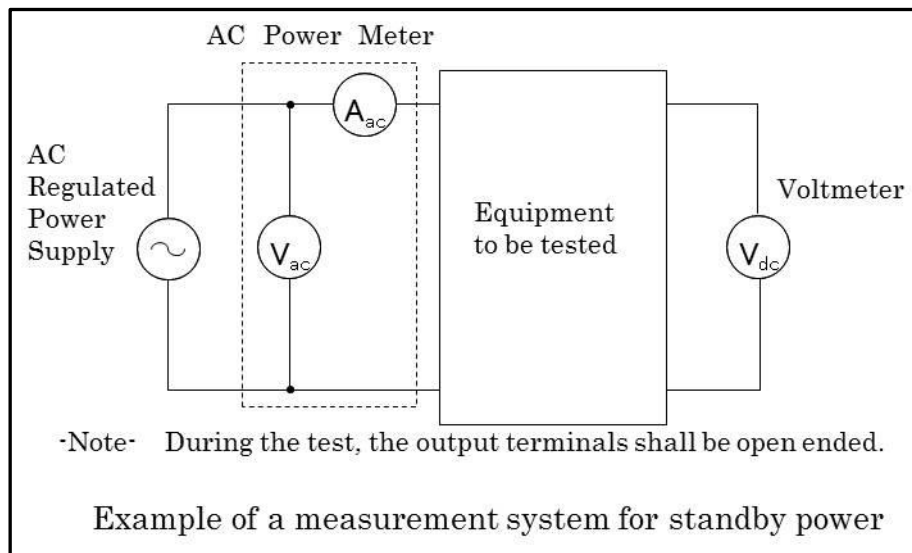 AC Power Meter
A ac
AC
Regulated
Power
Supply
V ac
Equipment
to be tested
Voltmeter
V dc
-Note- During the test, the output terminals shall be open ended.
Example of a measurement system for standby power